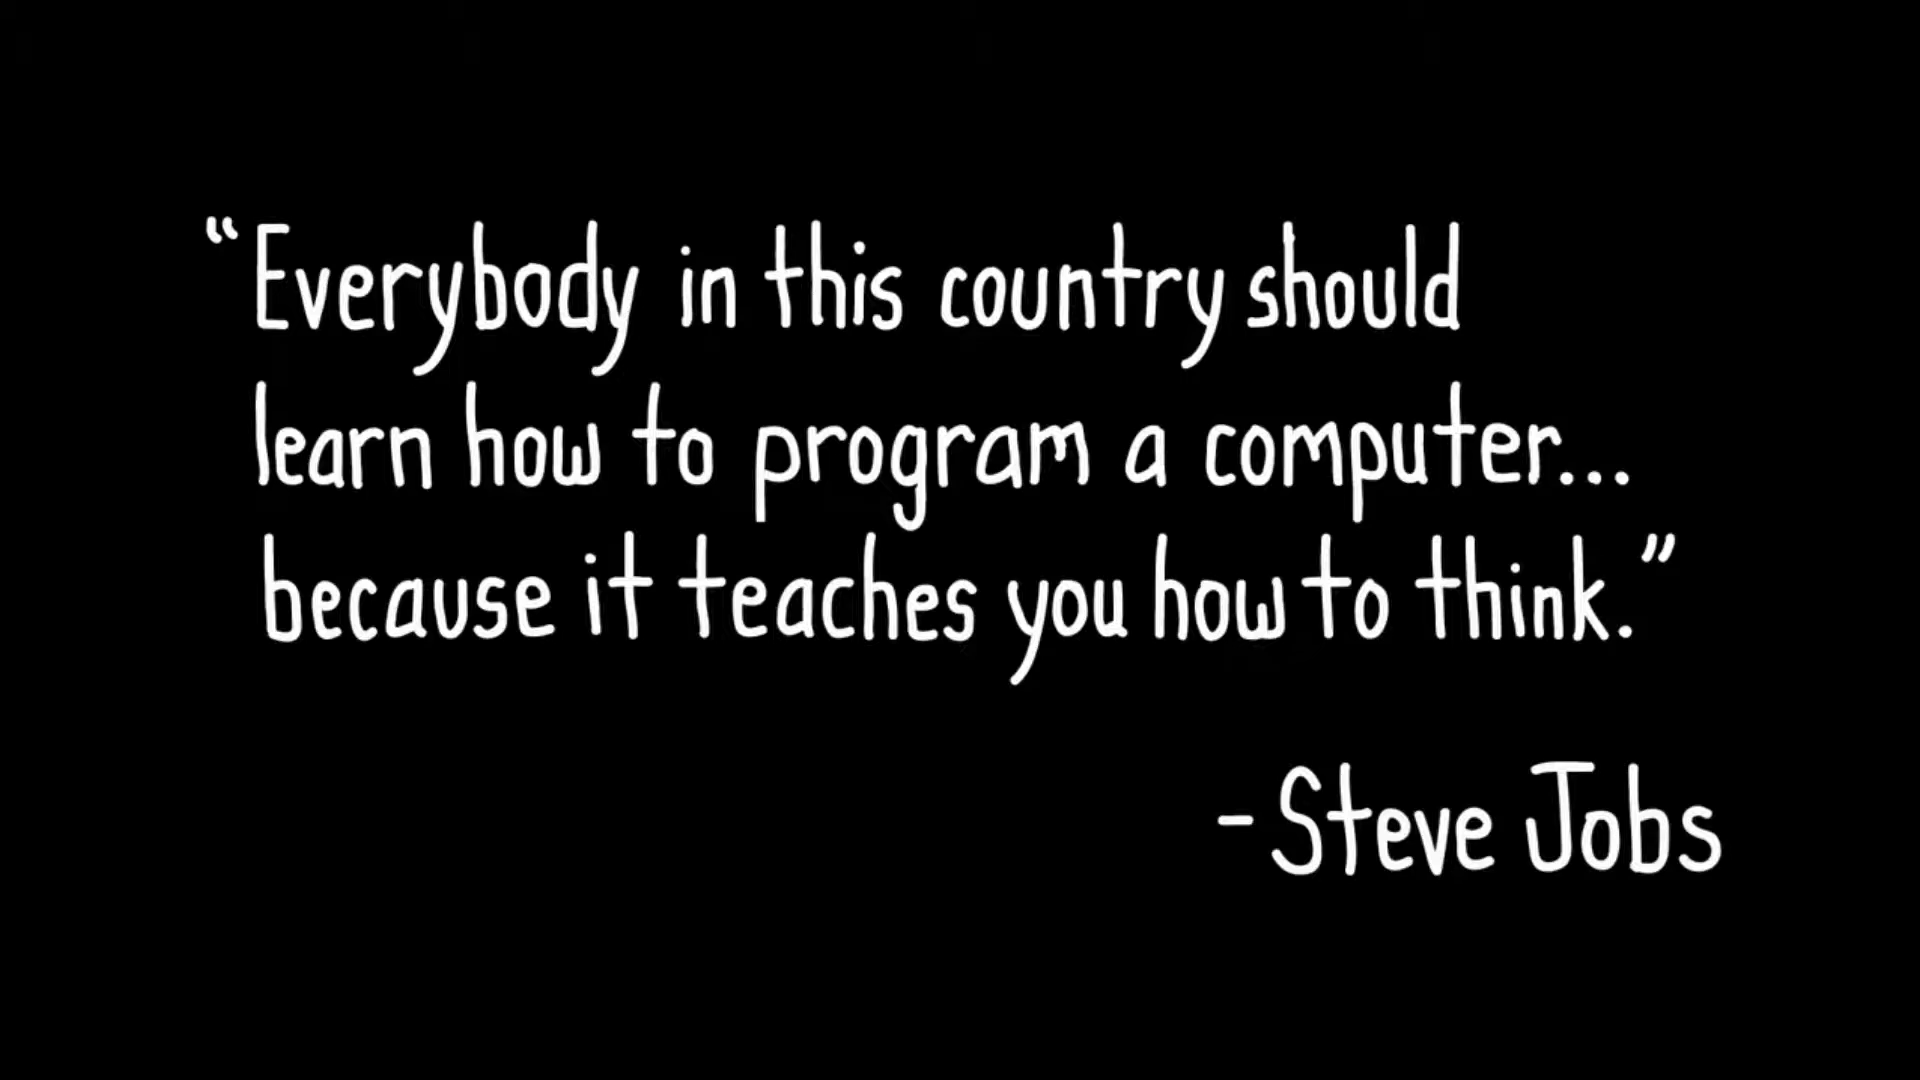 “Everybody in this country should
learn how to program a computer...
because it teaches you how to think.”
-Steve Jobs